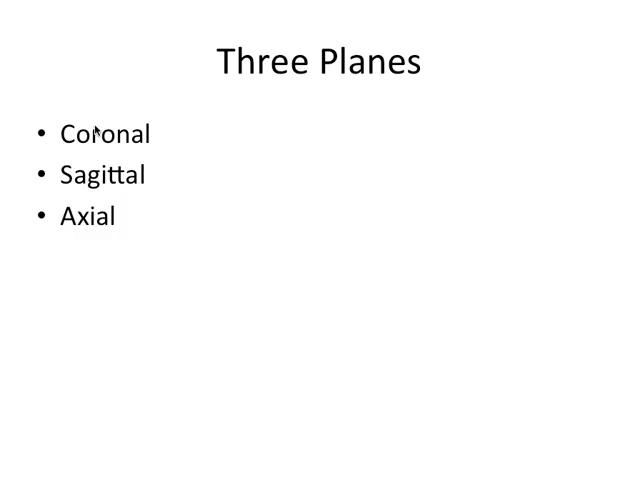 Three Planes
• Coronal
• Sagittal
• Axial